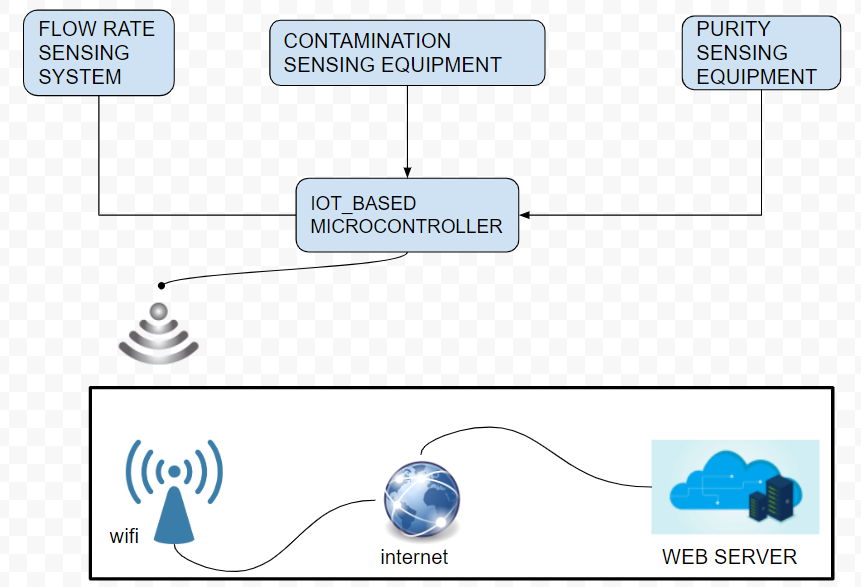 FLOW RATE
SENSING
SYSTEM
CONTAMINATION
SENSING EQUIPMENT
PURITY
SENSING
EQUIPMENT
IOT_BASED
MICROCONTROLLER
wifi
internet
WEB SERVER